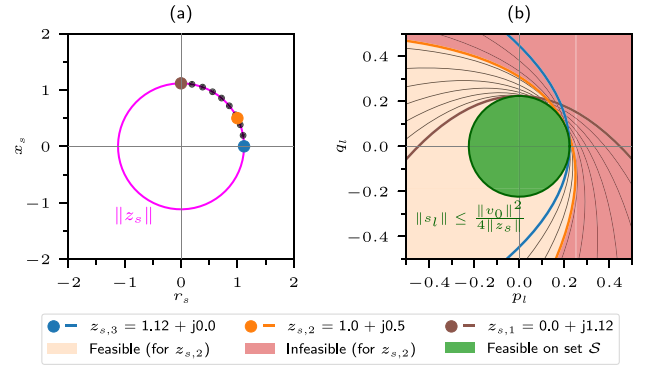 (a)
2
1
0
−1
−2
x_s
−2
−1
0
1
2
r_s
‖z_s‖
(b)
0.4
0.2
0.0
−0.2
−0.4
q_l
−0.4
−0.2
0.0
0.2
0.4
p_l
‖s_l‖ ≤ ‖v_0‖² / 4‖z_s‖
z_{s,3} = 1.12 + j0.0
z_{s,2} = 1.0 + j0.5
z_{s,1} = 0.0 + j1.12
Feasible (for z_{s,2})
Infeasible (for z_{s,2})
Feasible on set 𝒮